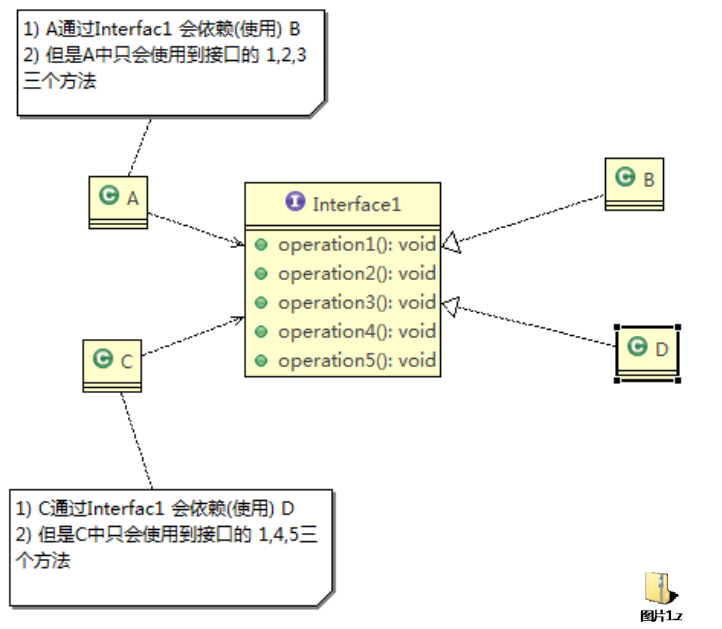 1) A通过Interfac1 会依赖(使用) B
2) 但是A中只会使用到接口的 1,2,3
三个方法
A
B
Interface1
operation1(): void
operation2(): void
operation3(): void
operation4(): void
operation5(): void
C
D
1) C通过Interfac1 会依赖(使用) D
2) 但是C中只会使用到接口的 1,4,5三
个方法
图片1.z